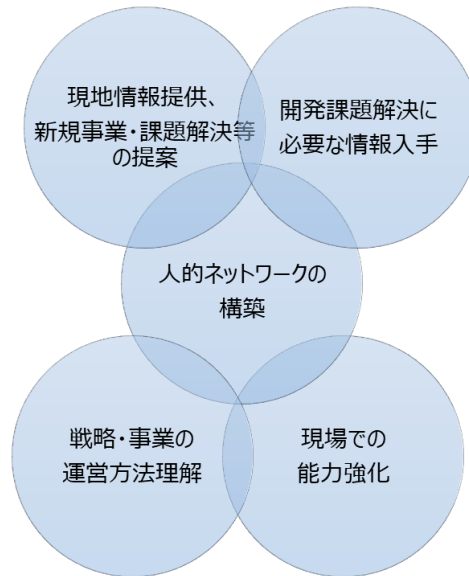 現地情報提供、
新規事業・課題解決等
の提案
開発課題解決に
必要な情報入手
人的ネットワークの
構築
戦略・事業の
運営方法理解
現場での
能力強化